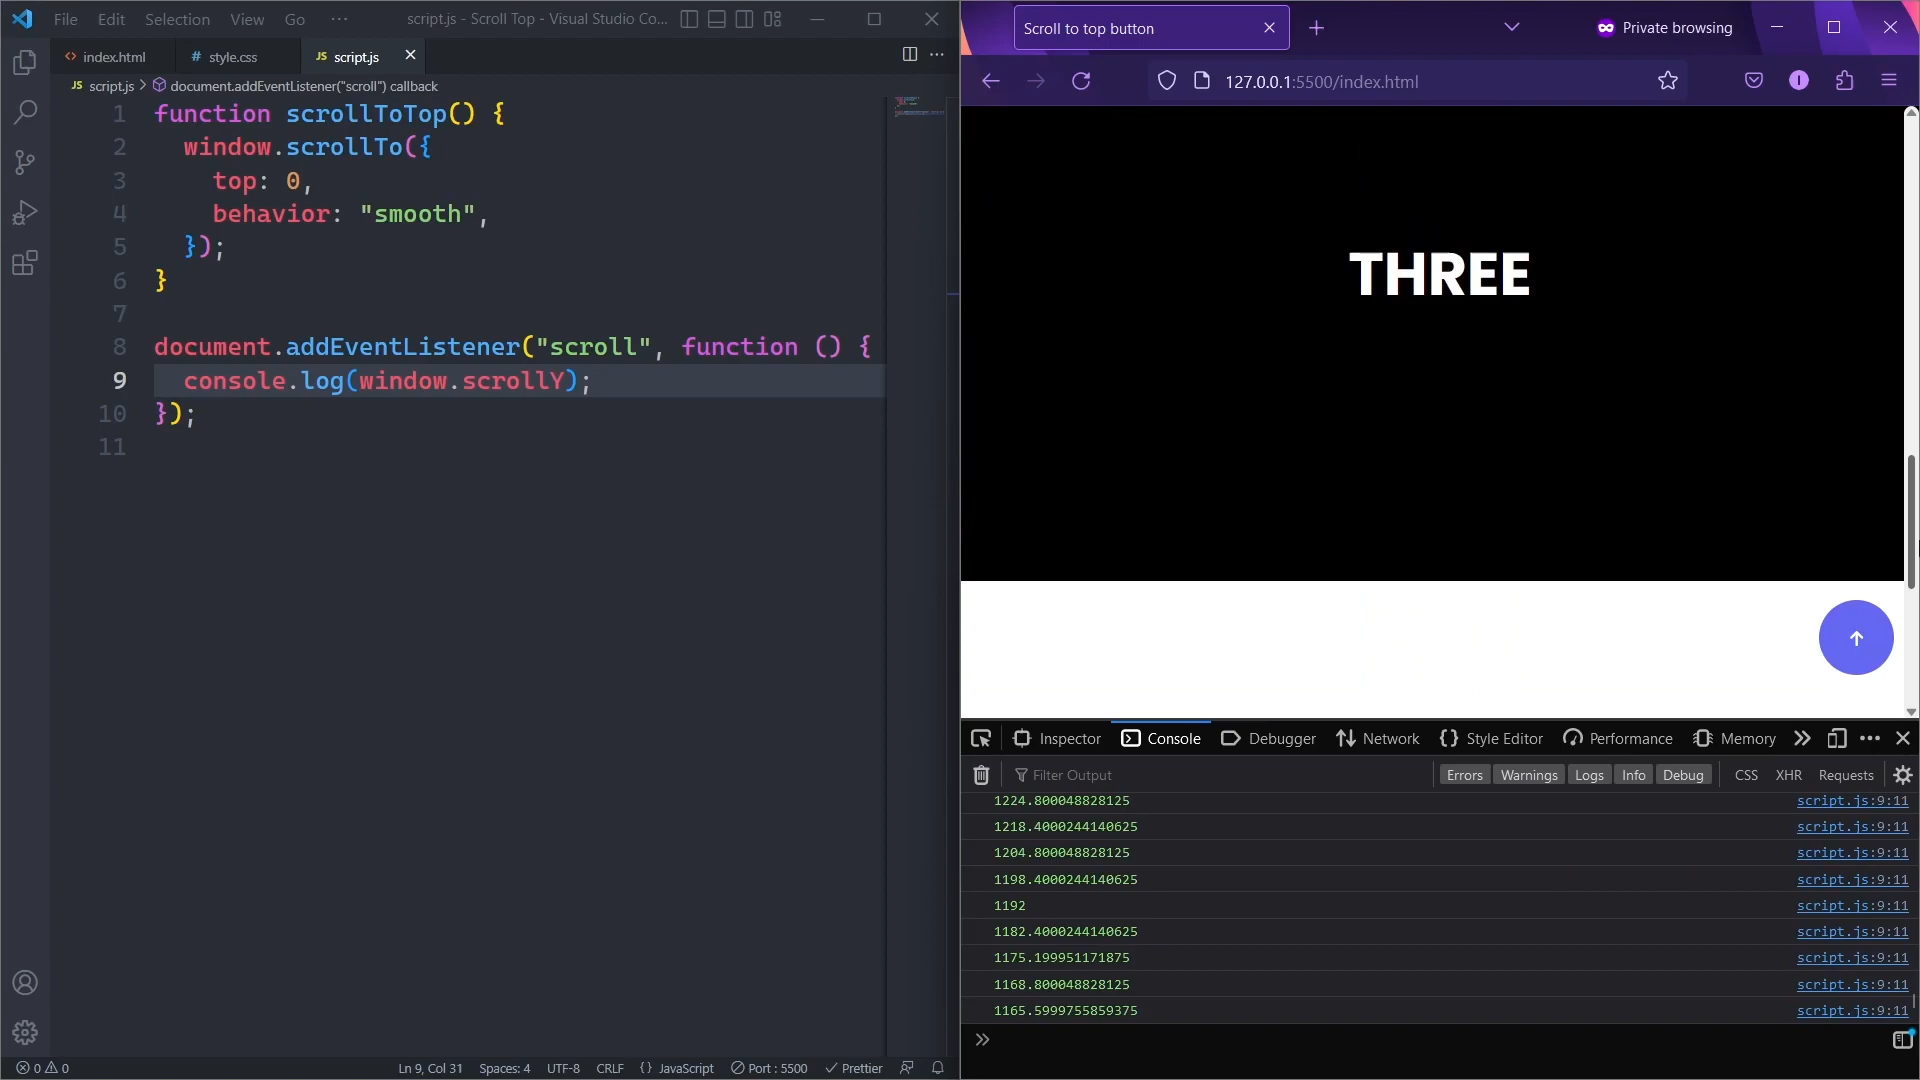 File Edit Selection View Go ··· script.js - Scroll Top - Visual Studio Co...
index.html # style.css JS script.js
JS script.js > document.addEventListener("scroll") callback
1 function scrollToTop() {
2 window.scrollTo({
3 top: 0,
4 behavior: "smooth",
5 });
6 }
7
8 document.addEventListener("scroll", function () {
9 console.log(window.scrollY);
10 });
11
0 0 Ln 9, Col 31 Spaces: 4 UTF-8 CRLF {} JavaScript Port : 5500 Prettier
Scroll to top button Private browsing
127.0.0.1:5500/index.html
THREE
Inspector Console Debugger Network Style Editor Performance Memory
Filter Output Errors Warnings Logs Info Debug CSS XHR Requests
1224.800048828125 script.js:9:11
1218.4000244140625 script.js:9:11
1204.800048828125 script.js:9:11
1198.4000244140625 script.js:9:11
1192 script.js:9:11
1182.4000244140625 script.js:9:11
1175.199951171875 script.js:9:11
1168.800048828125 script.js:9:11
1165.5999755859375 script.js:9:11